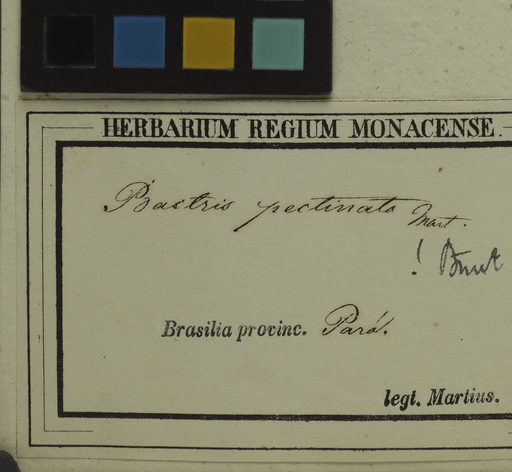 HERBARIUM REGIUM MONACENSE.
Bactris pectinata Mart.
! Burret
Brasilia provinc. Pará.
legt. Martius.